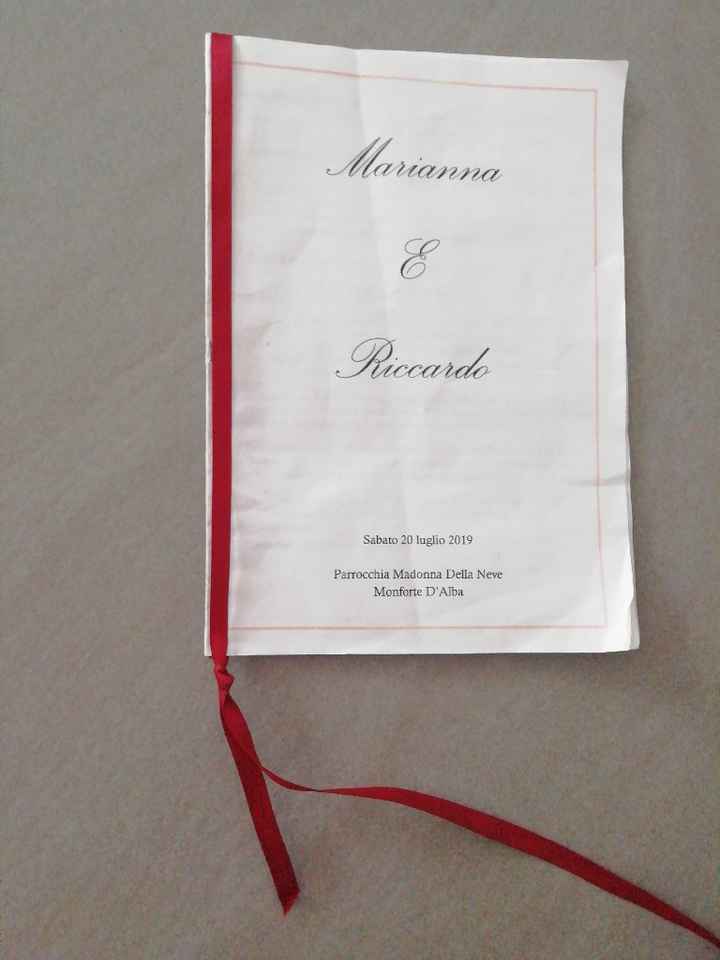 Marianna
E
Riccardo
Sabato 20 luglio 2019
Parrocchia Madonna Della Neve
Monforte D'Alba